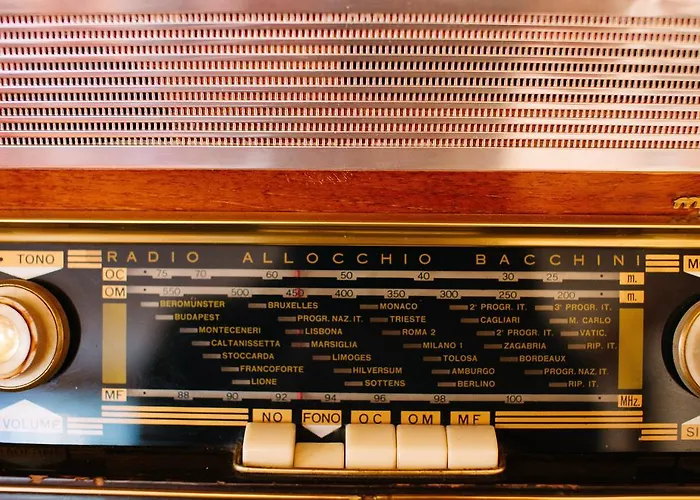 TONO
RADIO ALLOCCHIO BACCHINI
OC 75 70 60 50 40 30 25 m.
OM 550 500 450 400 350 300 250 200 m.
BEROMÜNSTER BRUXELLES MONACO 2° PROGR. IT. 3° PROGR. IT.
BUDAPEST PROGR. NAZ. IT. TRIESTE CAGLIARI M. CARLO
MONTECENERI LISBONA ROMA 2 2° PROGR. IT. VATIC.
CALTANISSETTA MARSIGLIA MILANO 1 ZAGABRIA RIP. IT.
STOCCARDA LIMOGES TOLOSA BORDEAUX
FRANCOFORTE HILVERSUM AMBURGO PROGR. NAZ. IT.
LIONE SOTTENS BERLINO RIP. IT.
MF 88 90 92 94 96 98 100 MHz.
VOLUME
NO FONO OC OM MF